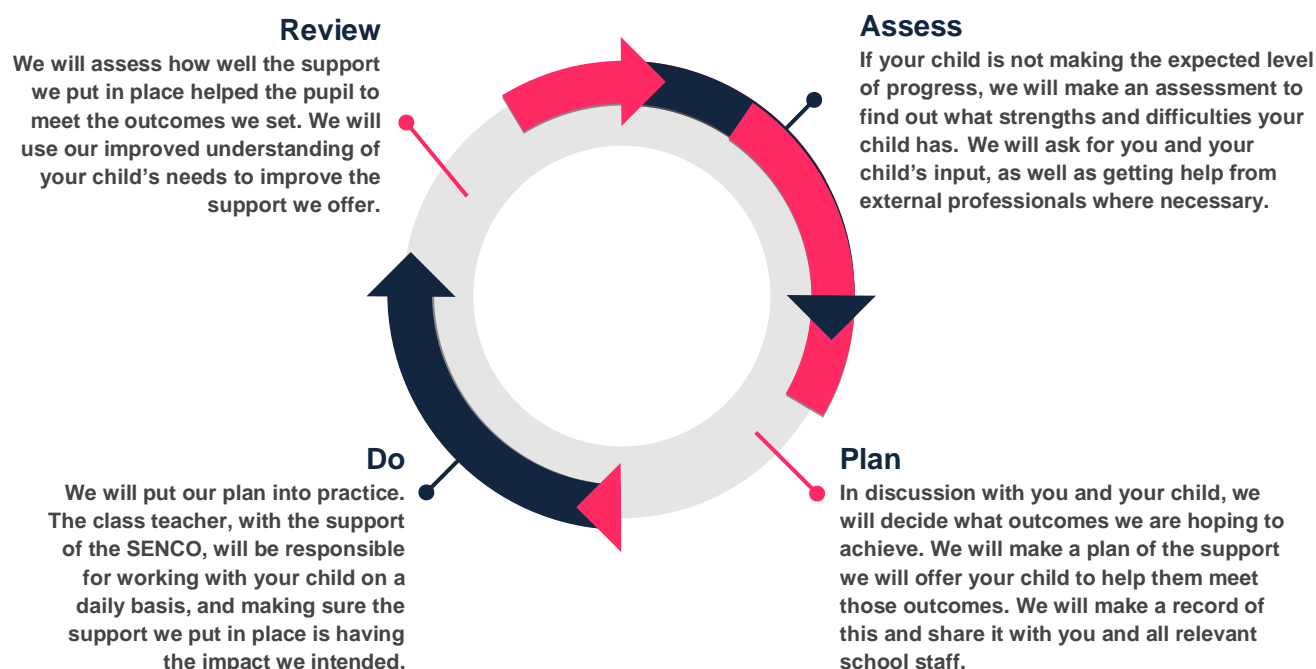 Review
We will assess how well the support
we put in place helped the pupil to
meet the outcomes we set. We will
use our improved understanding of
your child’s needs to improve the
support we offer.
Assess
If your child is not making the expected level
of progress, we will make an assessment to
find out what strengths and difficulties your
child has. We will ask for you and your
child’s input, as well as getting help from
external professionals where necessary.
Do
We will put our plan into practice.
The class teacher, with the support
of the SENCO, will be responsible
for working with your child on a
daily basis, and making sure the
support we put in place is having
the impact we intended.
Plan
In discussion with you and your child, we
will decide what outcomes we are hoping to
achieve. We will make a plan of the support
we will offer your child to help them meet
those outcomes. We will make a record of
this and share it with you and all relevant
school staff.